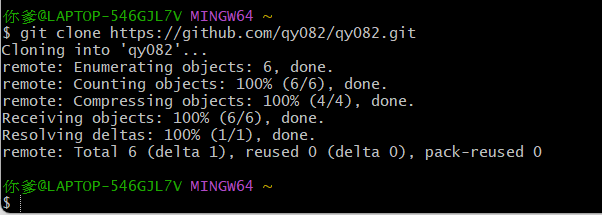 你爹@LAPTOP-546GJL7V MINGW64 ~
$ git clone https://github.com/qy082/qy082.git
Cloning into 'qy082'...
remote: Enumerating objects: 6, done.
remote: Counting objects: 100% (6/6), done.
remote: Compressing objects: 100% (4/4), done.
Receiving objects: 100% (6/6), done.
Resolving deltas: 100% (1/1), done.
remote: Total 6 (delta 1), reused 0 (delta 0), pack-reused 0
你爹@LAPTOP-546GJL7V MINGW64 ~
$